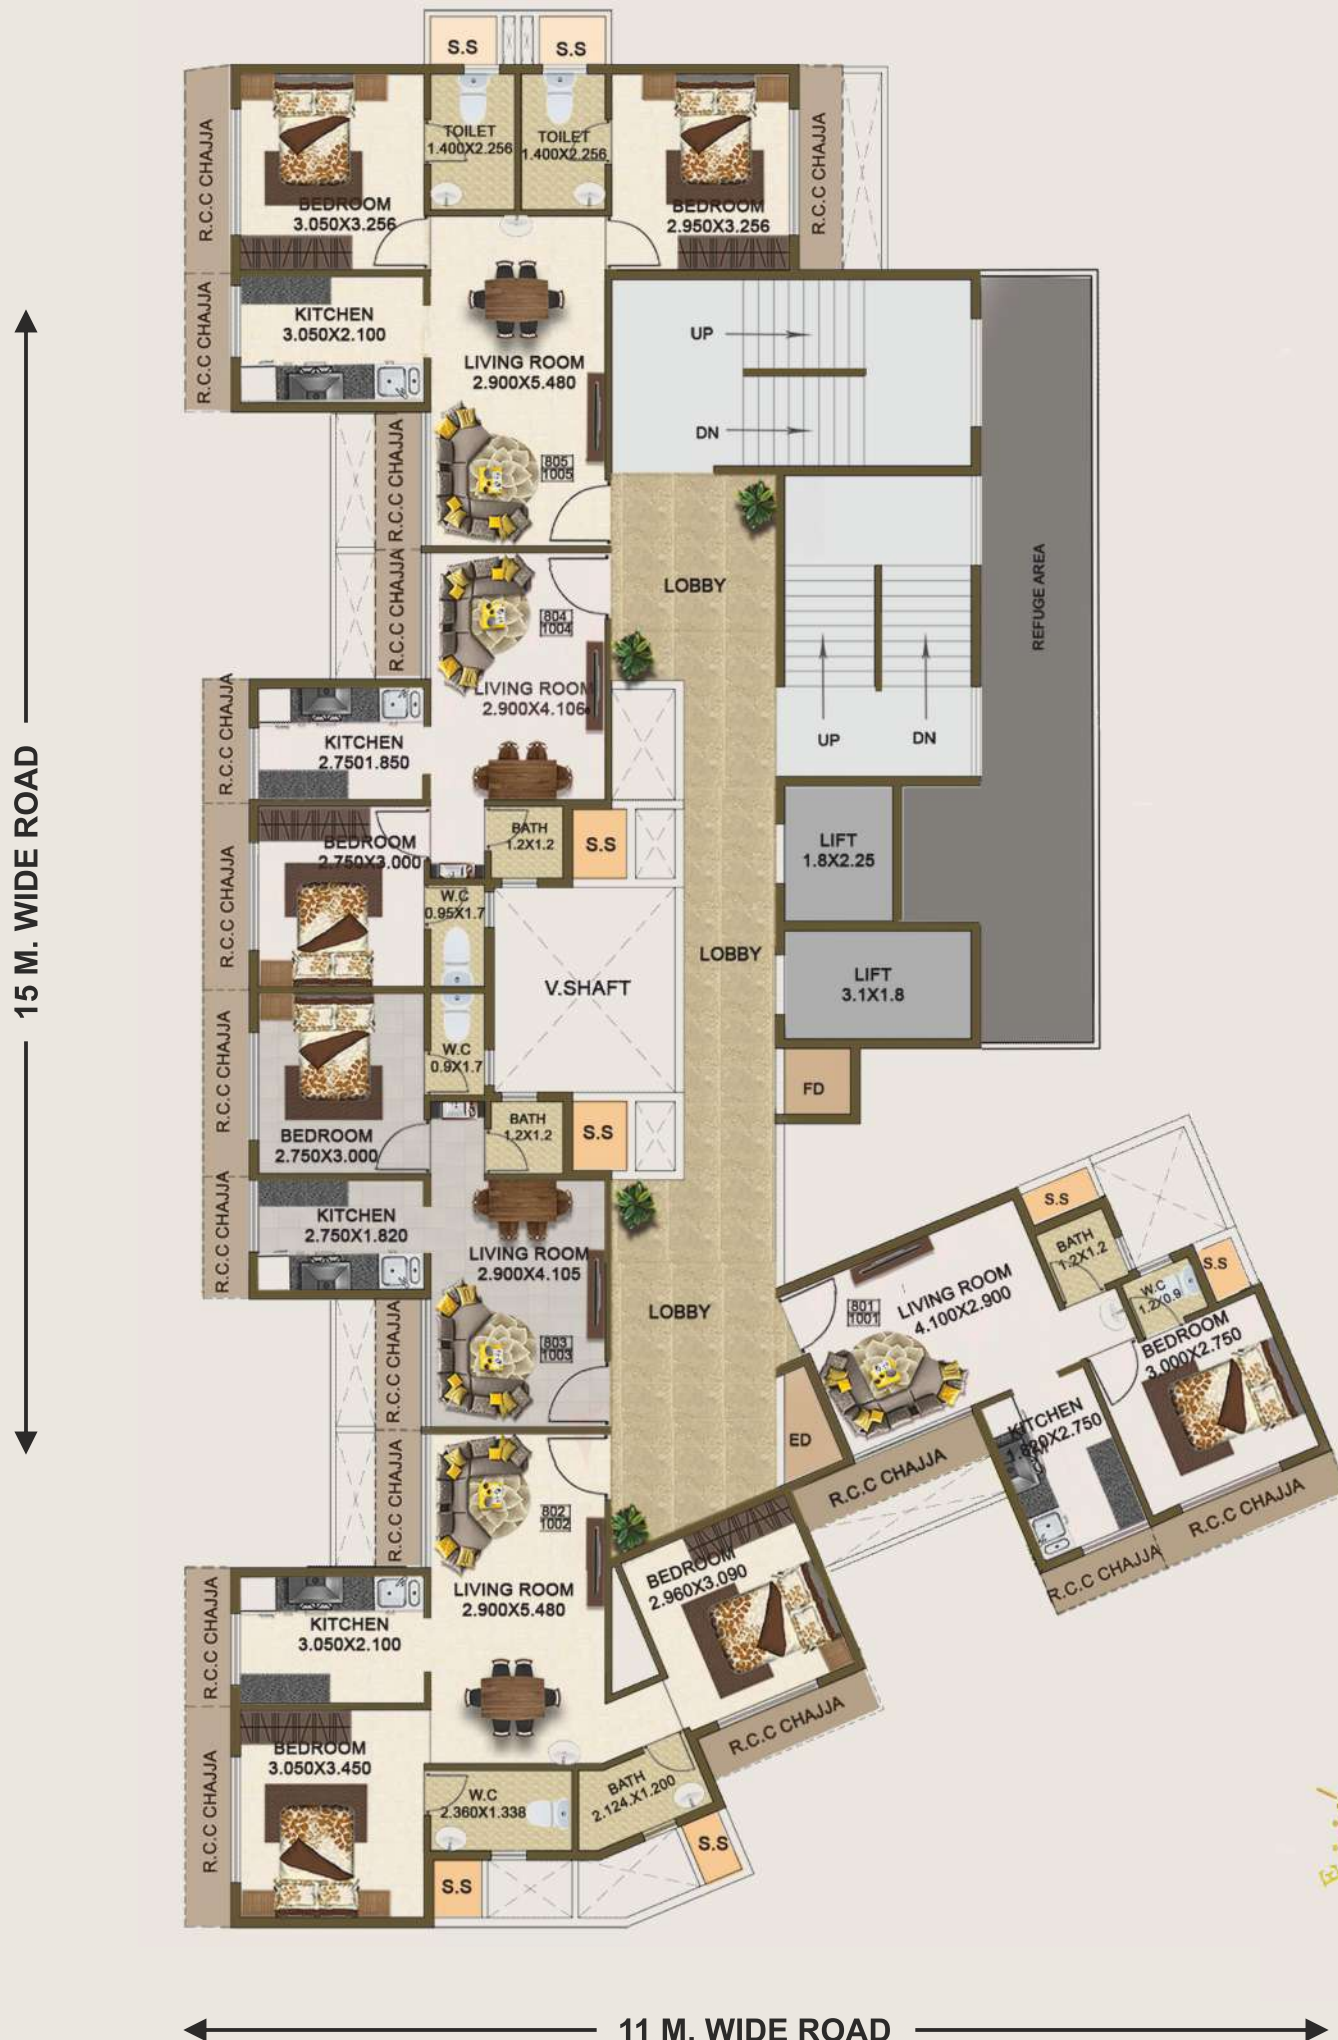 S.S
S.S
TOILET
1.400X2.256
TOILET
1.400X2.256
R.C.C CHAJJA
BEDROOM
3.050X3.256
BEDROOM
2.950X3.256
R.C.C CHAJJA
R.C.C CHAJJA
KITCHEN
3.050X2.100
LIVING ROOM
2.900X5.480
UP
DN
R.C.C CHAJJA
805
1005
LOBBY
REFUGE AREA
R.C.C CHAJJA
804
1004
LIVING ROOM
2.900X4.106
R.C.C CHAJJA
KITCHEN
2.7501.850
UP
DN
BEDROOM
2.750X3.000
BATH
1.2X1.2
S.S
LIFT
1.8X2.25
R.C.C CHAJJA
W.C
0.95X1.7
15 M. WIDE ROAD
LOBBY
V.SHAFT
LIFT
3.1X1.8
R.C.C CHAJJA
W.C
0.9X1.7
FD
BEDROOM
2.750X3.000
BATH
1.2X1.2
S.S
R.C.C CHAJJA
KITCHEN
2.750X1.820
LIVING ROOM
2.900X4.105
LOBBY
R.C.C CHAJJA
803
1003
801
1001
LIVING ROOM
4.100X2.900
S.S
BATH
1.2X1.2
S.S
W.C
1.2X0.9
BEDROOM
3.000X2.750
KITCHEN
ED
R.C.C CHAJJA
R.C.C CHAJJA
R.C.C CHAJJA
R.C.C CHAJJA
802
1002
BEDROOM
2.960X3.090
LIVING ROOM
2.900X5.480
R.C.C CHAJJA
KITCHEN
3.050X2.100
R.C.C CHAJJA
BEDROOM
3.050X3.450
R.C.C CHAJJA
W.C
2.360X1.338
BATH
2.124.X1.200
S.S
S.S
11 M. WIDE ROAD